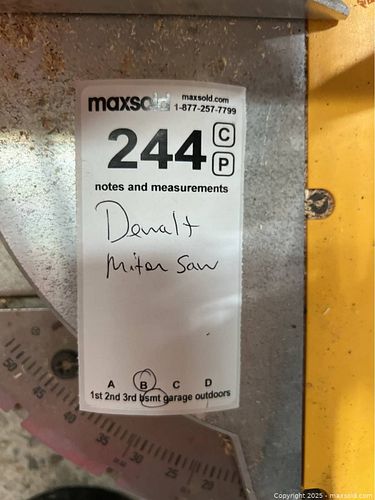 maxsold maxsold.com
1-877-257-7799
244 C
P
notes and measurements
Dewalt
Miter Saw
A B C D
1st 2nd 3rd bsmt garage outdoors
50
45
40
35
30
25
20
Copyright © 2025 - maxsold.com